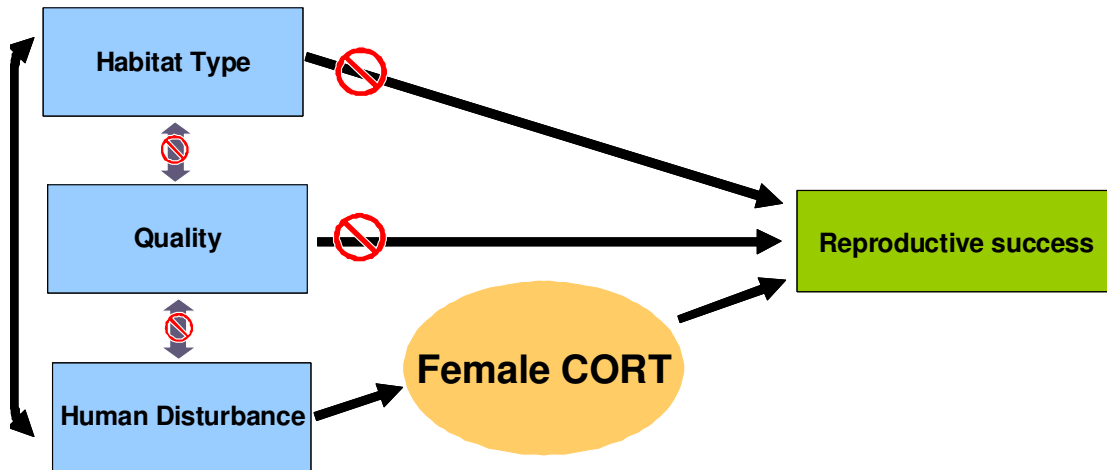 Habitat Type
Quality
Reproductive success
Female CORT
Human Disturbance